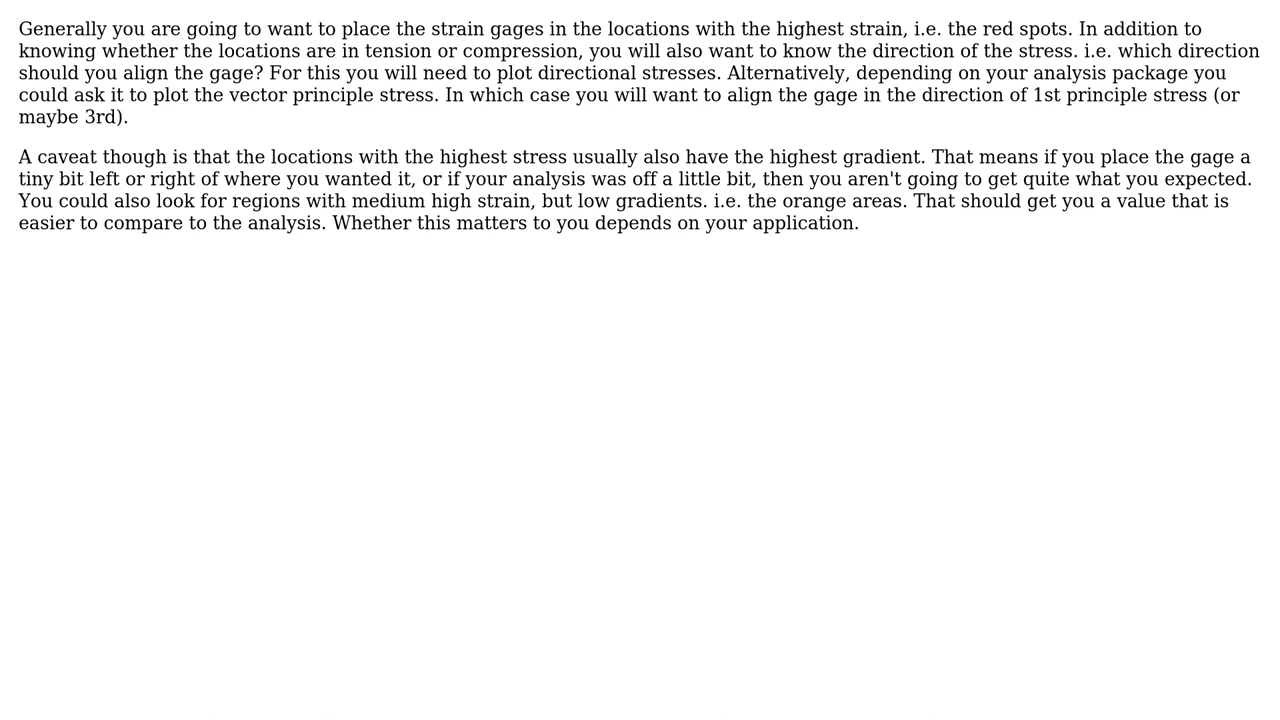 Generally you are going to want to place the strain gages in the locations with the highest strain, i.e. the red spots. In addition to
knowing whether the locations are in tension or compression, you will also want to know the direction of the stress. i.e. which direction
should you align the gage? For this you will need to plot directional stresses. Alternatively, depending on your analysis package you
could ask it to plot the vector principle stress. In which case you will want to align the gage in the direction of 1st principle stress (or
maybe 3rd).
A caveat though is that the locations with the highest stress usually also have the highest gradient. That means if you place the gage a
tiny bit left or right of where you wanted it, or if your analysis was off a little bit, then you aren't going to get quite what you expected.
You could also look for regions with medium high strain, but low gradients. i.e. the orange areas. That should get you a value that is
easier to compare to the analysis. Whether this matters to you depends on your application.